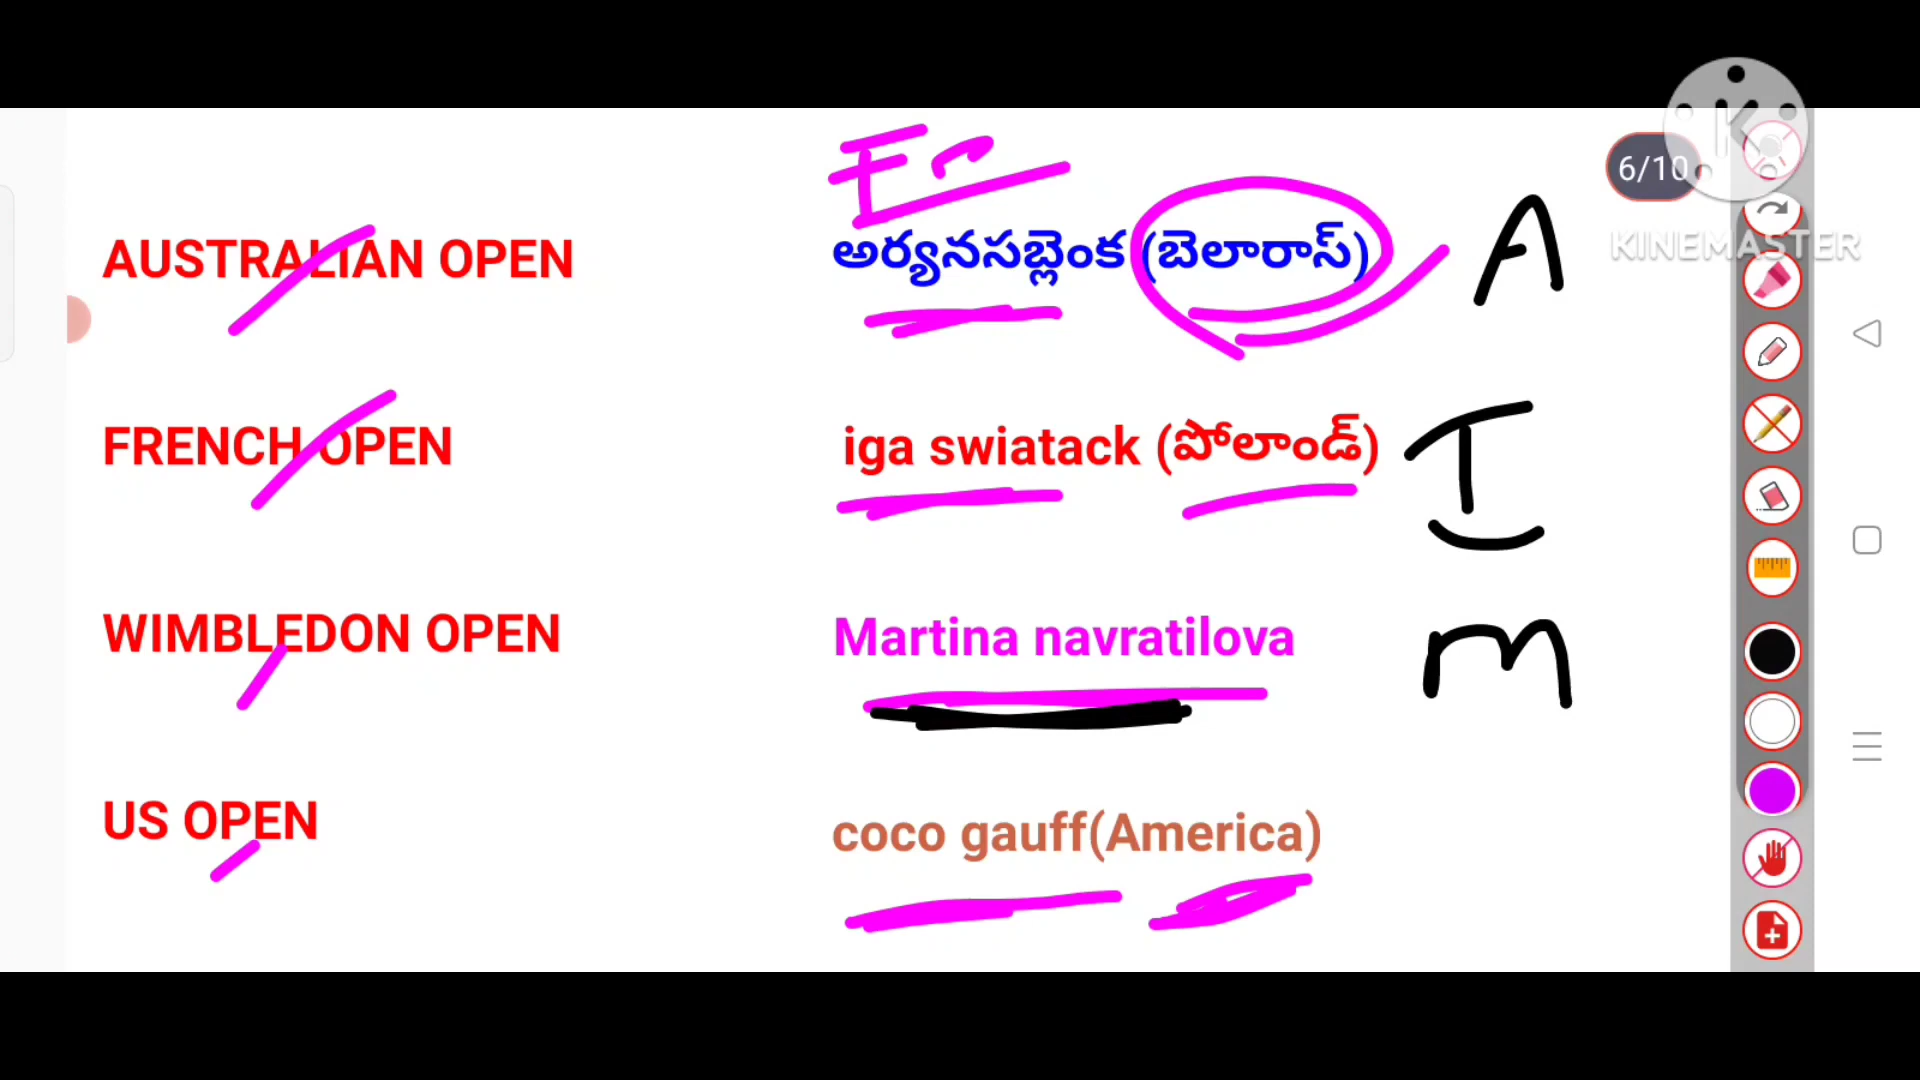 Er
6/10
KINEMASTER
AUSTRALIAN OPEN అర్యనసబ్లెంక (బెలారాస్) A
FRENCH OPEN iga swiatack (పోలాండ్) I
WIMBLEDON OPEN Martina navratilova M
US OPEN coco gauff(America)